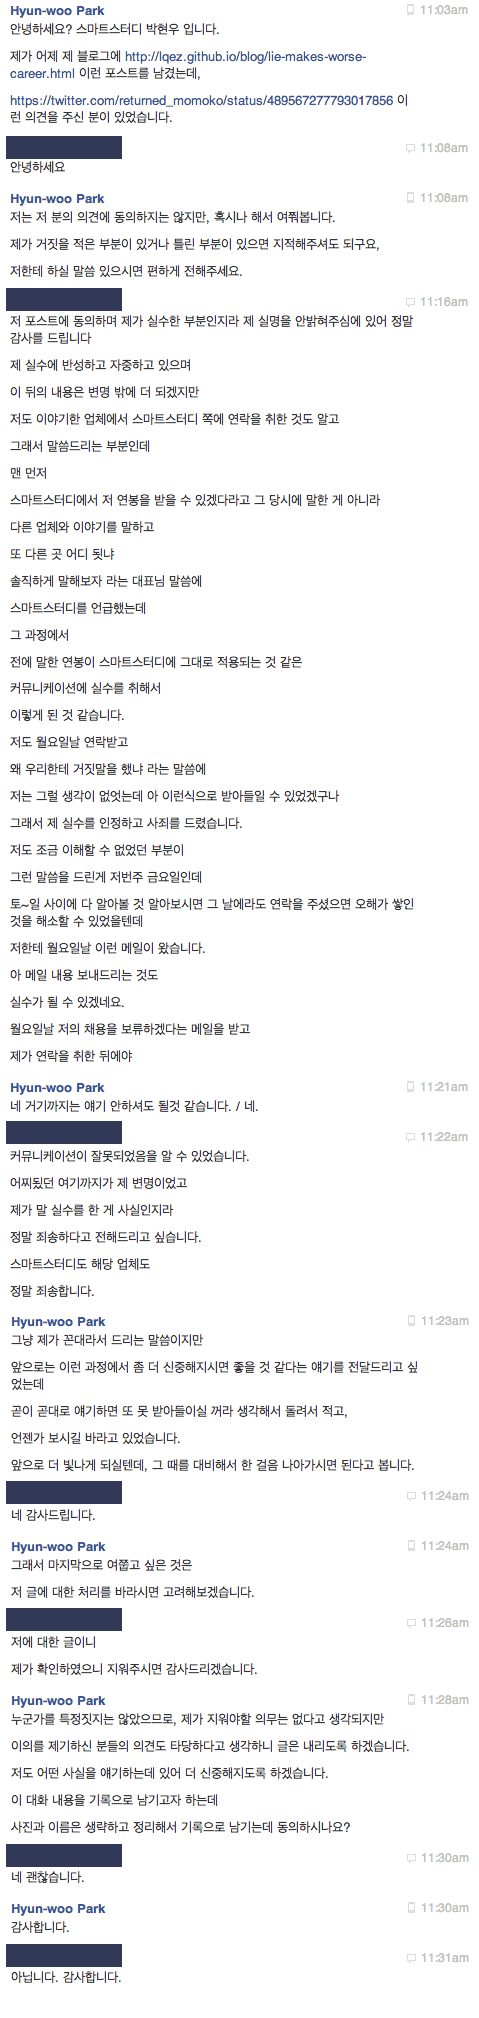 Hyun-woo Park 11:03am
안녕하세요? 스마트스터디 박현우 입니다.
제가 어제 제 블로그에 http://lqez.github.io/blog/lie-makes-worse-
career.html 이런 포스트를 남겼는데,
https://twitter.com/returned_momoko/status/489567277793017856 이
런 의견을 주신 분이 있었습니다.
11:08am
안녕하세요
Hyun-woo Park 11:08am
저는 저 분의 의견에 동의하지는 않지만, 혹시나 해서 여쭤봅니다.
제가 거짓을 적은 부분이 있거나 틀린 부분이 있으면 지적해주셔도 되구요,
저한테 하실 말씀 있으시면 편하게 전해주세요.
11:16am
저 포스트에 동의하며 제가 실수한 부분인지라 제 실명을 안밝혀주심에 있어 정말
감사를 드립니다
제 실수에 반성하고 자중하고 있으며
이 뒤의 내용은 변명 밖에 더 되겠지만
저도 이야기한 업체에서 스마트스터디 쪽에 연락을 취한 것도 알고
그래서 말씀드리는 부분인데
맨 먼저
스마트스터디에서 저 연봉을 받을 수 있겠다라고 그 당시에 말한 게 아니라
다른 업체와 이야기를 말하고
또 다른 곳 어디 됫냐
솔직하게 말해보자 라는 대표님 말씀에
스마트스터디를 언급했는데
그 과정에서
전에 말한 연봉이 스마트스터디에 그대로 적용되는 것 같은
커뮤니케이션에 실수를 취해서
이렇게 된 것 같습니다.
저도 월요일날 연락받고
왜 우리한테 거짓말을 했냐 라는 말씀에
저는 그럴 생각이 없엇는데 아 이런식으로 받아들일 수 있었겠구나
그래서 제 실수를 인정하고 사죄를 드렸습니다.
저도 조금 이해할 수 없었던 부분이
그런 말씀을 드린게 저번주 금요일인데
토~일 사이에 다 알아볼 것 알아보시면 그 날에라도 연락을 주셨으면 오해가 쌓인
것을 해소할 수 있었을텐데
저한테 월요일날 이런 메일이 왔습니다.
아 메일 내용 보내드리는 것도
실수가 될 수 있겠네요.
월요일날 저의 채용을 보류하겠다는 메일을 받고
제가 연락을 취한 뒤에야
Hyun-woo Park 11:21am
네 거기까지는 얘기 안하셔도 될것 같습니다. / 네.
11:22am
커뮤니케이션이 잘못되었음을 알 수 있었습니다.
어찌됬던 여기까지가 제 변명이었고
제가 말 실수를 한 게 사실인지라
정말 죄송하다고 전해드리고 싶습니다.
스마트스터디도 해당 업체도
정말 죄송합니다.
Hyun-woo Park 11:23am
그냥 제가 꼰대라서 드리는 말씀이지만
앞으로는 이런 과정에서 좀 더 신중해지시면 좋을 것 같다는 얘기를 전달드리고 싶
었는데
곧이 곧대로 얘기하면 또 못 받아들이실 꺼라 생각해서 돌려서 적고,
언젠가 보시길 바라고 있었습니다.
앞으로 더 빛나게 되실텐데, 그 때를 대비해서 한 걸음 나아가시면 된다고 봅니다.
11:24am
네 감사드립니다.
Hyun-woo Park 11:24am
그래서 마지막으로 여쭙고 싶은 것은
저 글에 대한 처리를 바라시면 고려해보겠습니다.
11:26am
저에 대한 글이니
제가 확인하였으니 지워주시면 감사드리겠습니다.
Hyun-woo Park 11:28am
누군가를 특정짓지는 않았으므로, 제가 지워야할 의무는 없다고 생각되지만
이의를 제기하신 분들의 의견도 타당하다고 생각하니 글은 내리도록 하겠습니다.
저도 어떤 사실을 얘기하는데 있어 더 신중해지도록 하겠습니다.
이 대화 내용을 기록으로 남기고자 하는데
사진과 이름은 생략하고 정리해서 기록으로 남기는데 동의하시나요?
11:30am
네 괜찮습니다.
Hyun-woo Park 11:30am
감사합니다.
11:31am
아닙니다. 감사합니다.